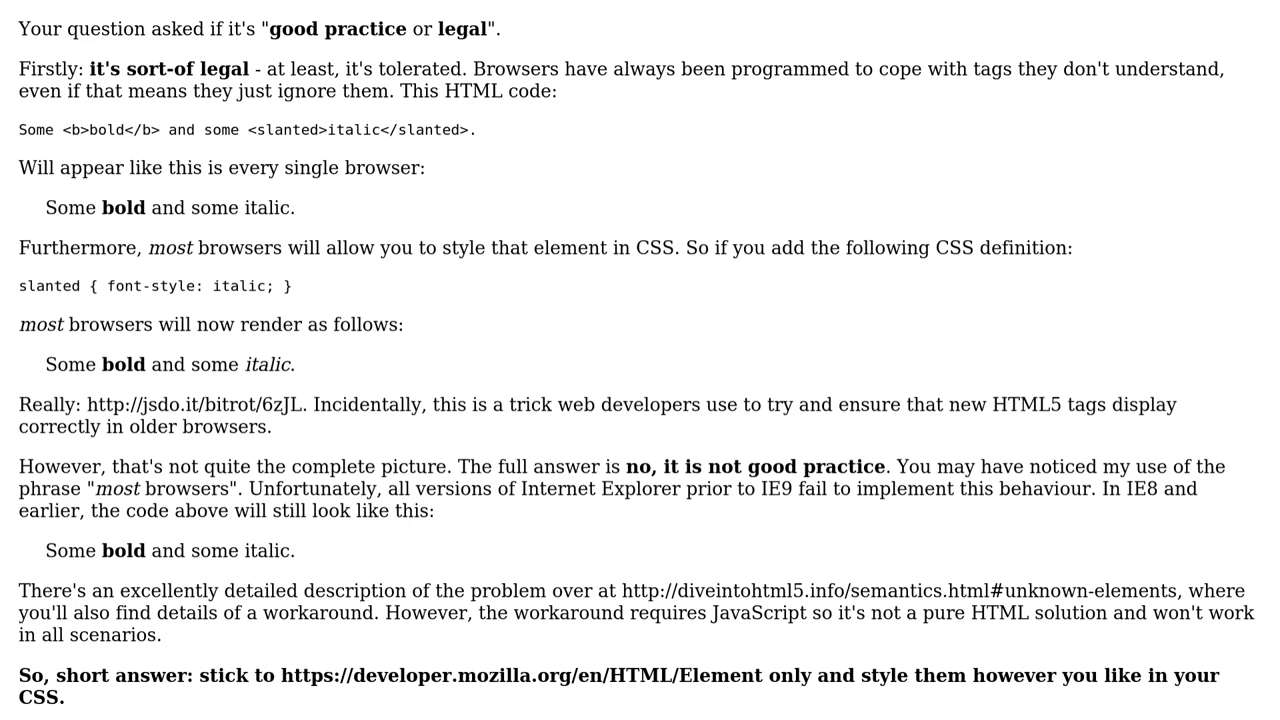 Your question asked if it's "good practice or legal".
Firstly: it's sort-of legal - at least, it's tolerated. Browsers have always been programmed to cope with tags they don't understand,
even if that means they just ignore them. This HTML code:
Some <b>bold</b> and some <slanted>italic</slanted>.
Will appear like this is every single browser:
Some bold and some italic.
Furthermore, most browsers will allow you to style that element in CSS. So if you add the following CSS definition:
slanted { font-style: italic; }
most browsers will now render as follows:
Some bold and some italic.
Really: http://jsdo.it/bitrot/6zJL. Incidentally, this is a trick web developers use to try and ensure that new HTML5 tags display
correctly in older browsers.
However, that's not quite the complete picture. The full answer is no, it is not good practice. You may have noticed my use of the
phrase "most browsers". Unfortunately, all versions of Internet Explorer prior to IE9 fail to implement this behaviour. In IE8 and
earlier, the code above will still look like this:
Some bold and some italic.
There's an excellently detailed description of the problem over at http://diveintohtml5.info/semantics.html#unknown-elements, where
you'll also find details of a workaround. However, the workaround requires JavaScript so it's not a pure HTML solution and won't work
in all scenarios.
So, short answer: stick to https://developer.mozilla.org/en/HTML/Element only and style them however you like in your
CSS.